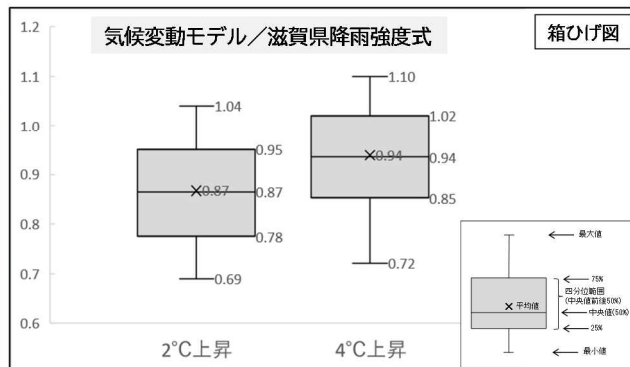 気候変動モデル／滋賀県降雨強度式
箱ひげ図
1.2
1.1
1.0
0.9
0.8
0.7
0.6
1.04
0.95
0.87
0.87
0.78
0.69
1.10
1.02
0.94
0.94
0.85
0.72
2℃上昇
4℃上昇
最大値
75%
四分位範囲
(中央値前後50%)
平均値
中央値(50%)
25%
最小値